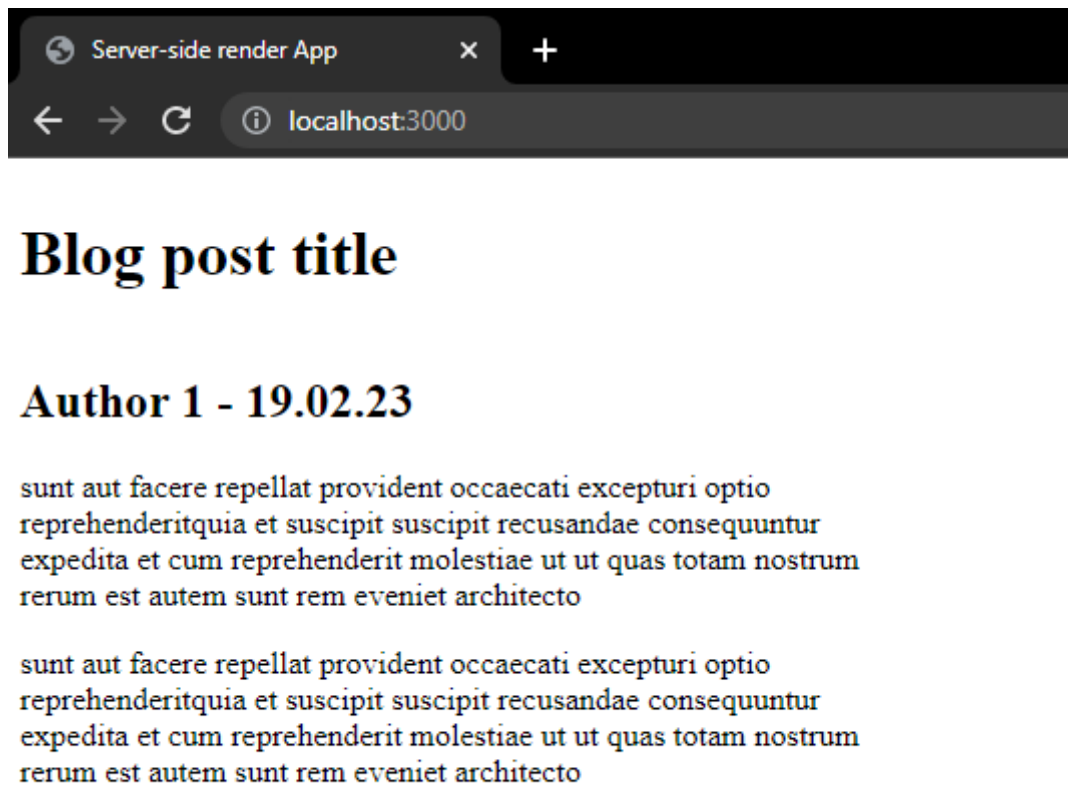 Server-side render App
localhost:3000
Blog post title
Author 1 - 19.02.23
sunt aut facere repellat provident occaecati excepturi optio
reprehenderitquia et suscipit suscipit recusandae consequuntur
expedita et cum reprehenderit molestiae ut ut quas totam nostrum
rerum est autem sunt rem eveniet architecto
sunt aut facere repellat provident occaecati excepturi optio
reprehenderitquia et suscipit suscipit recusandae consequuntur
expedita et cum reprehenderit molestiae ut ut quas totam nostrum
rerum est autem sunt rem eveniet architecto